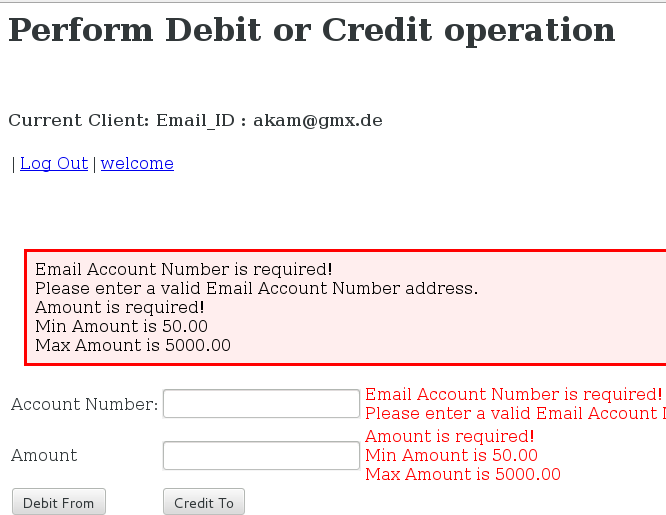 Perform Debit or Credit operation
Current Client: Email_ID : akam@gmx.de
| Log Out | welcome
Email Account Number is required!
Please enter a valid Email Account Number address.
Amount is required!
Min Amount is 50.00
Max Amount is 5000.00
Account Number:
Email Account Number is required!
Please enter a valid Email Account
Amount
Amount is required!
Min Amount is 50.00
Max Amount is 5000.00
Debit From Credit To